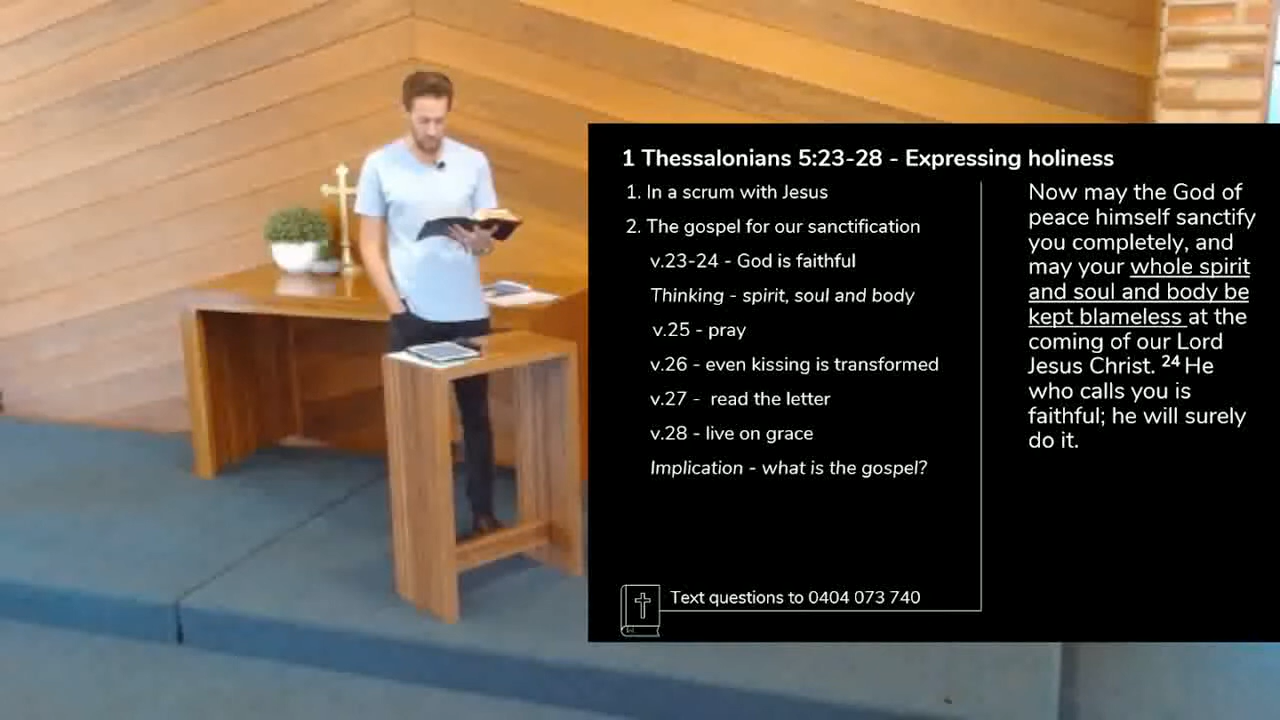 1 Thessalonians 5:23-28 - Expressing holiness
1. In a scrum with Jesus
2. The gospel for our sanctification
v.23-24 - God is faithful
Thinking - spirit, soul and body
v.25 - pray
v.26 - even kissing is transformed
v.27 - read the letter
v.28 - live on grace
Implication - what is the gospel?
Text questions to 0404 073 740
Now may the God of
peace himself sanctify
you completely, and
may your whole spirit
and soul and body be
kept blameless at the
coming of our Lord
Jesus Christ. 24 He
who calls you is
faithful; he will surely
do it.